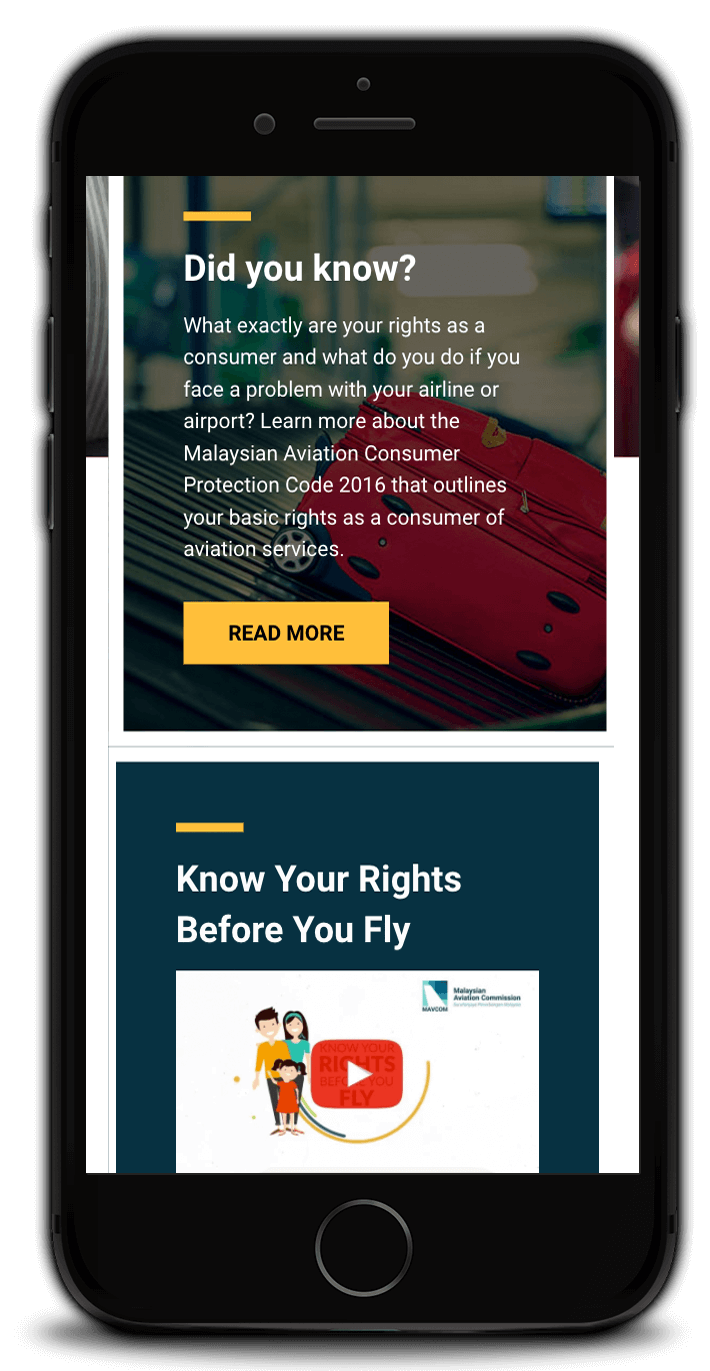 Did you know?
What exactly are your rights as a
consumer and what do you do if you
face a problem with your airline or
airport? Learn more about the
Malaysian Aviation Consumer
Protection Code 2016 that outlines
your basic rights as a consumer of
aviation services.
READ MORE
Know Your Rights
Before You Fly
Malaysian
Aviation Commission
MAVCOM
KNOW YOUR
RIGHTS
BEFORE YOU
FLY